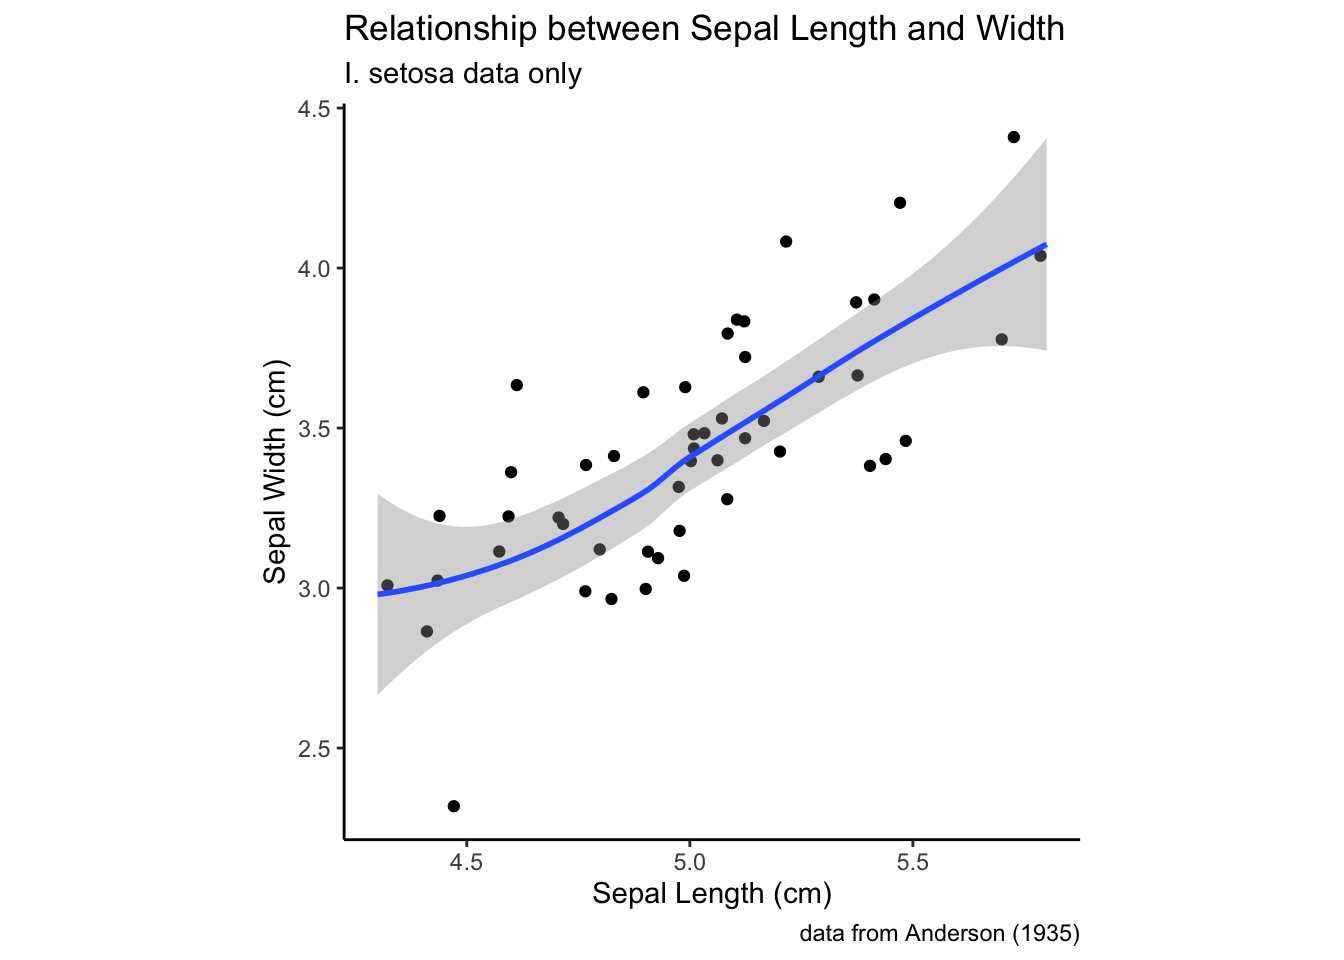 Relationship between Sepal Length and Width
I. setosa data only
4.5
4.0
3.5
3.0
2.5
Sepal Width (cm)
4.5 5.0 5.5
Sepal Length (cm)
data from Anderson (1935)